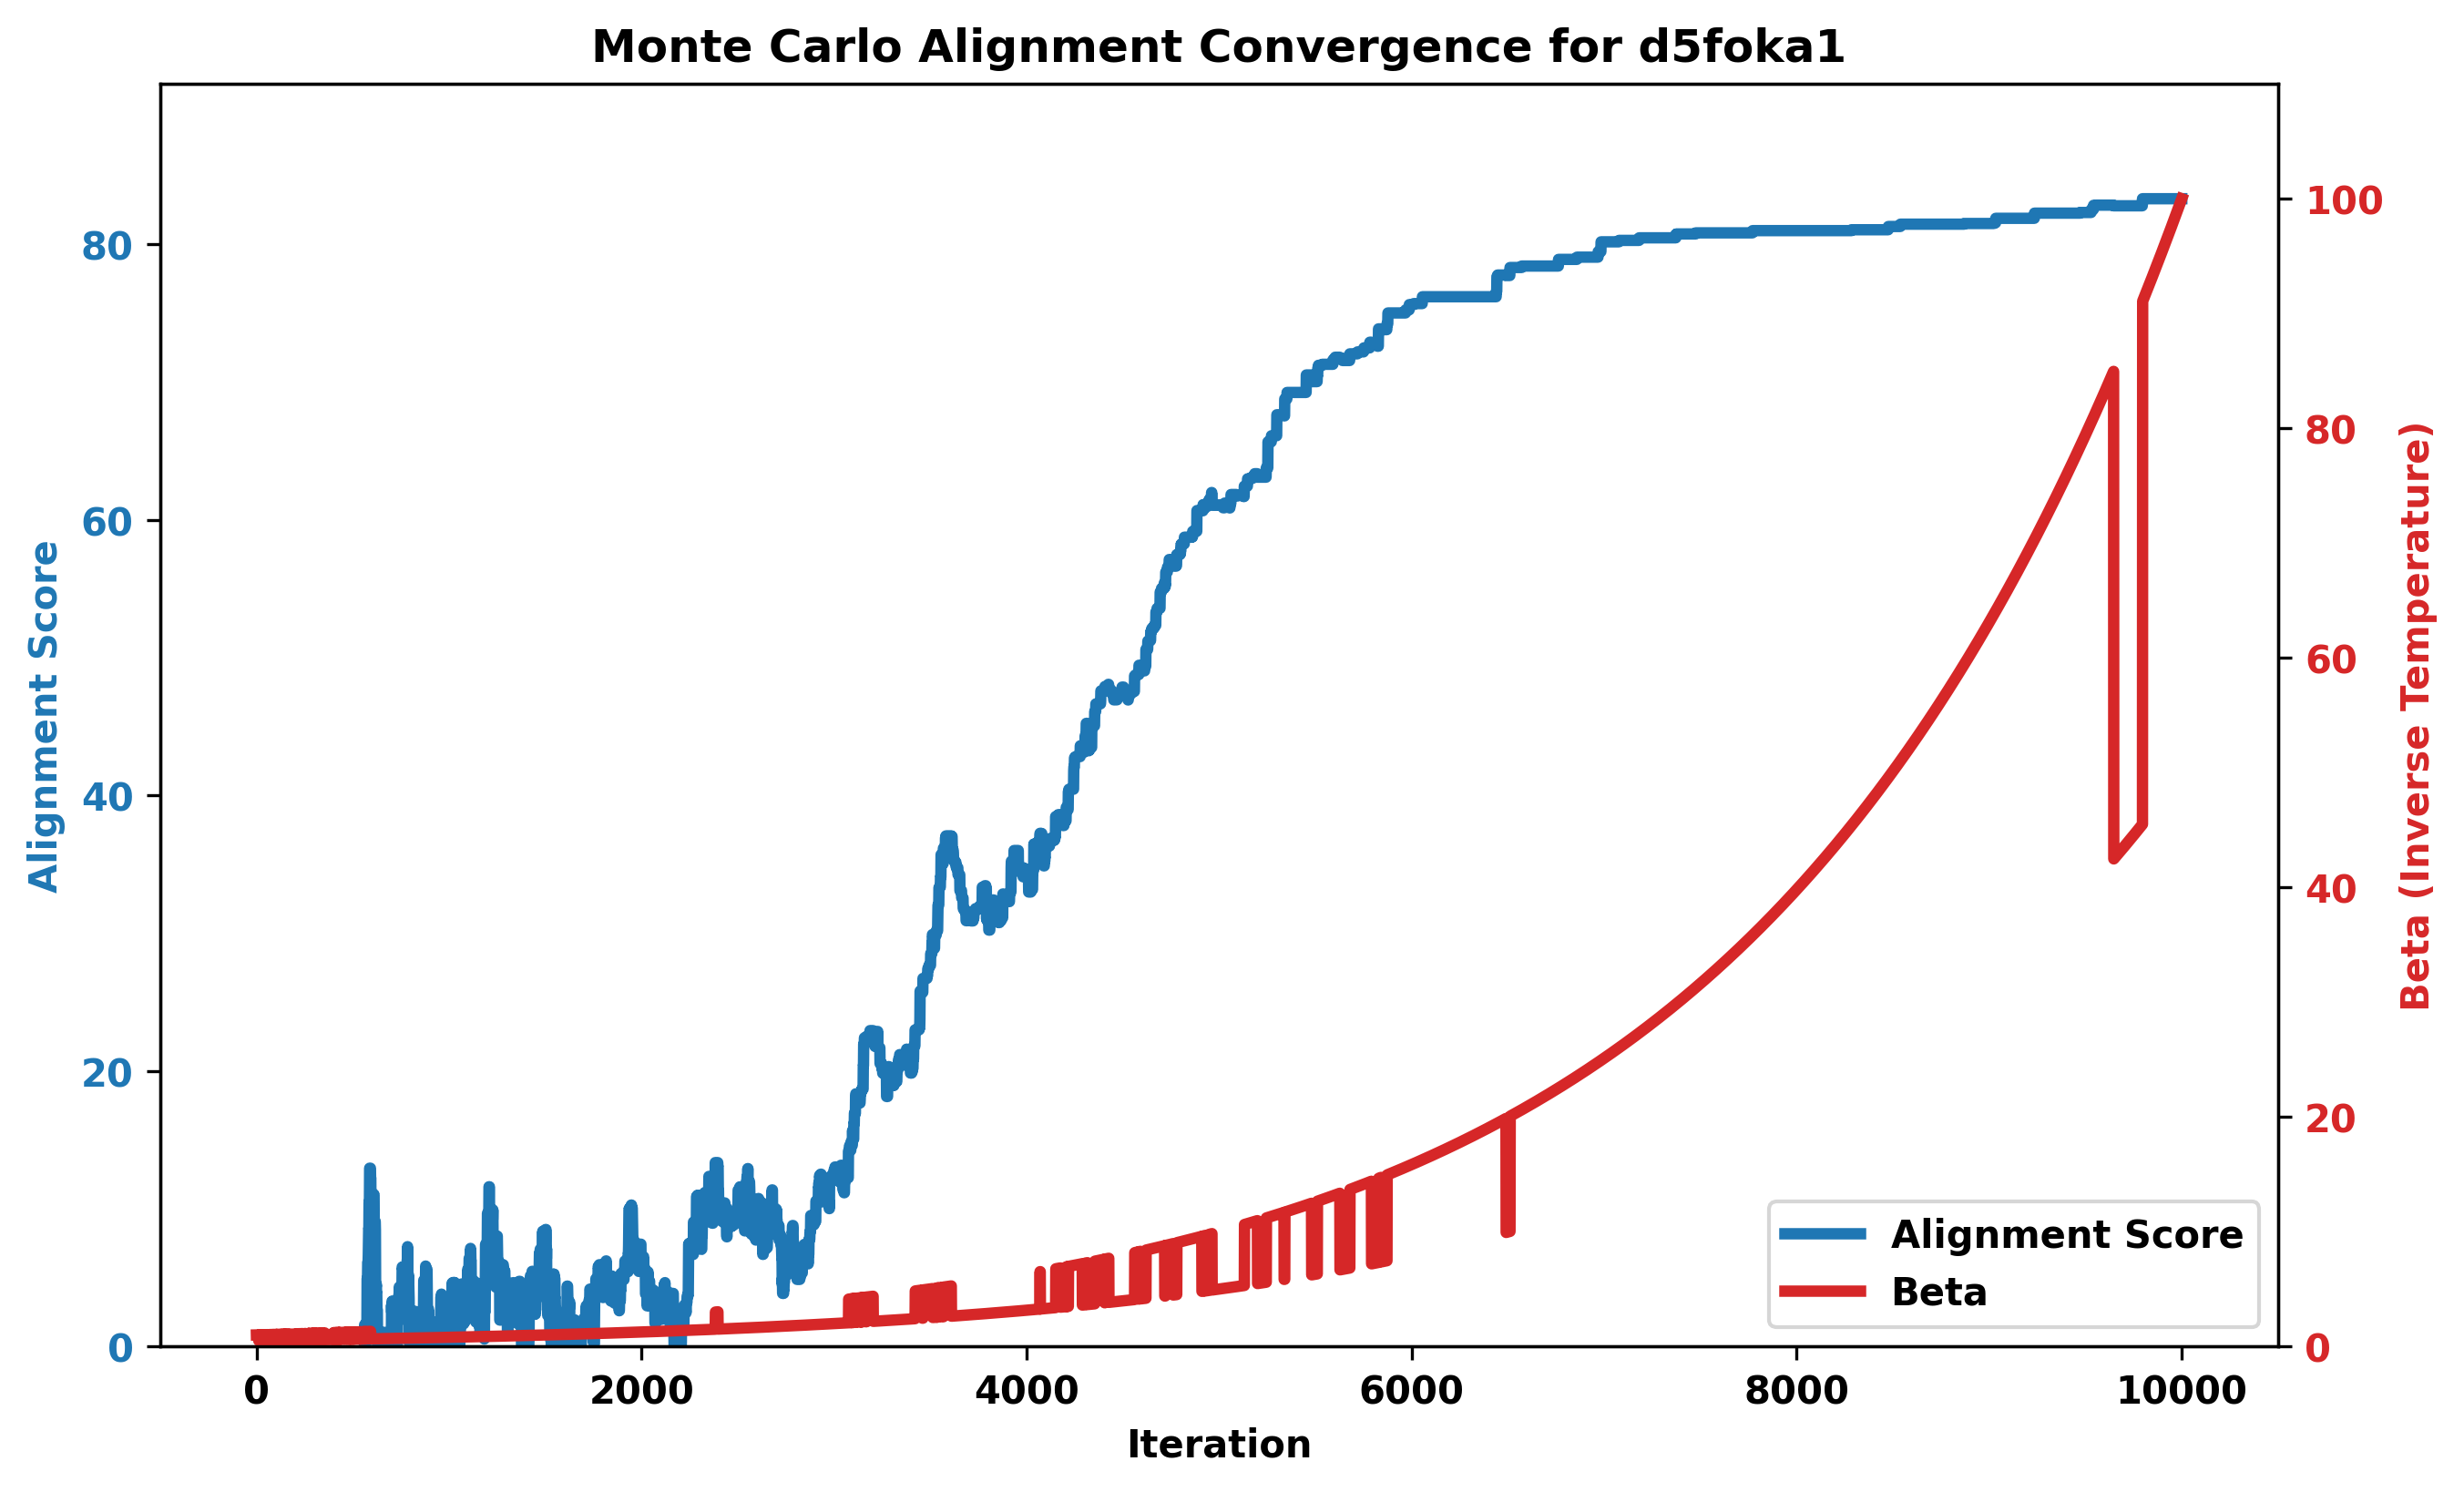 Monte Carlo Alignment Convergence for d5foka1
Alignment Score
80
60
40
20
0
0
2000
4000
6000
8000
10000
Iteration
100
80
60
40
20
0
Beta (Inverse Temperature)
Alignment Score
Beta